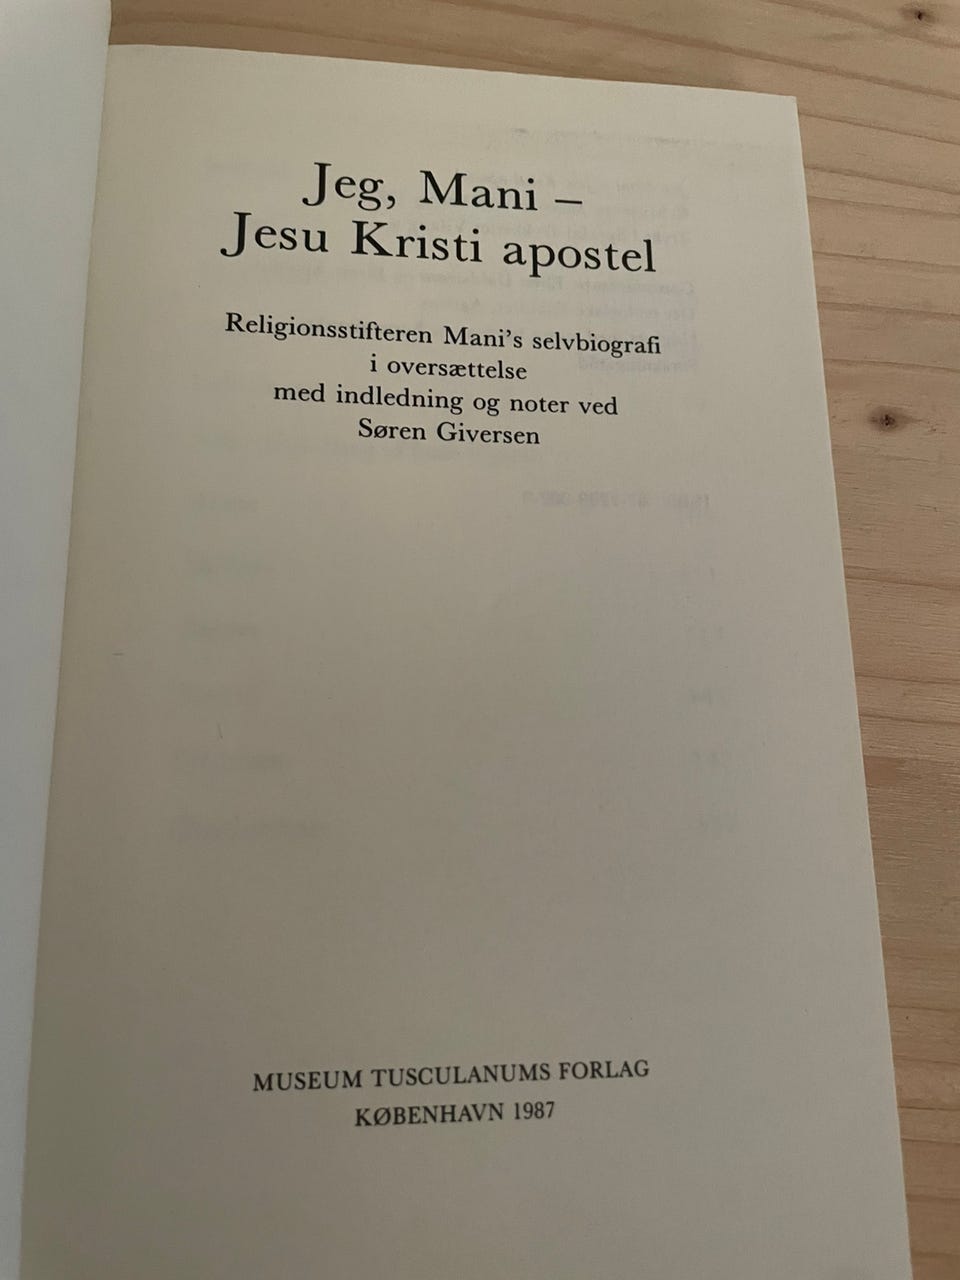 Jeg, Mani –
Jesu Kristi apostel
Religionsstifteren Mani's selvbiografi
i oversættelse
med indledning og noter ved
Søren Giversen
MUSEUM TUSCULANUMS FORLAG
KØBENHAVN 1987